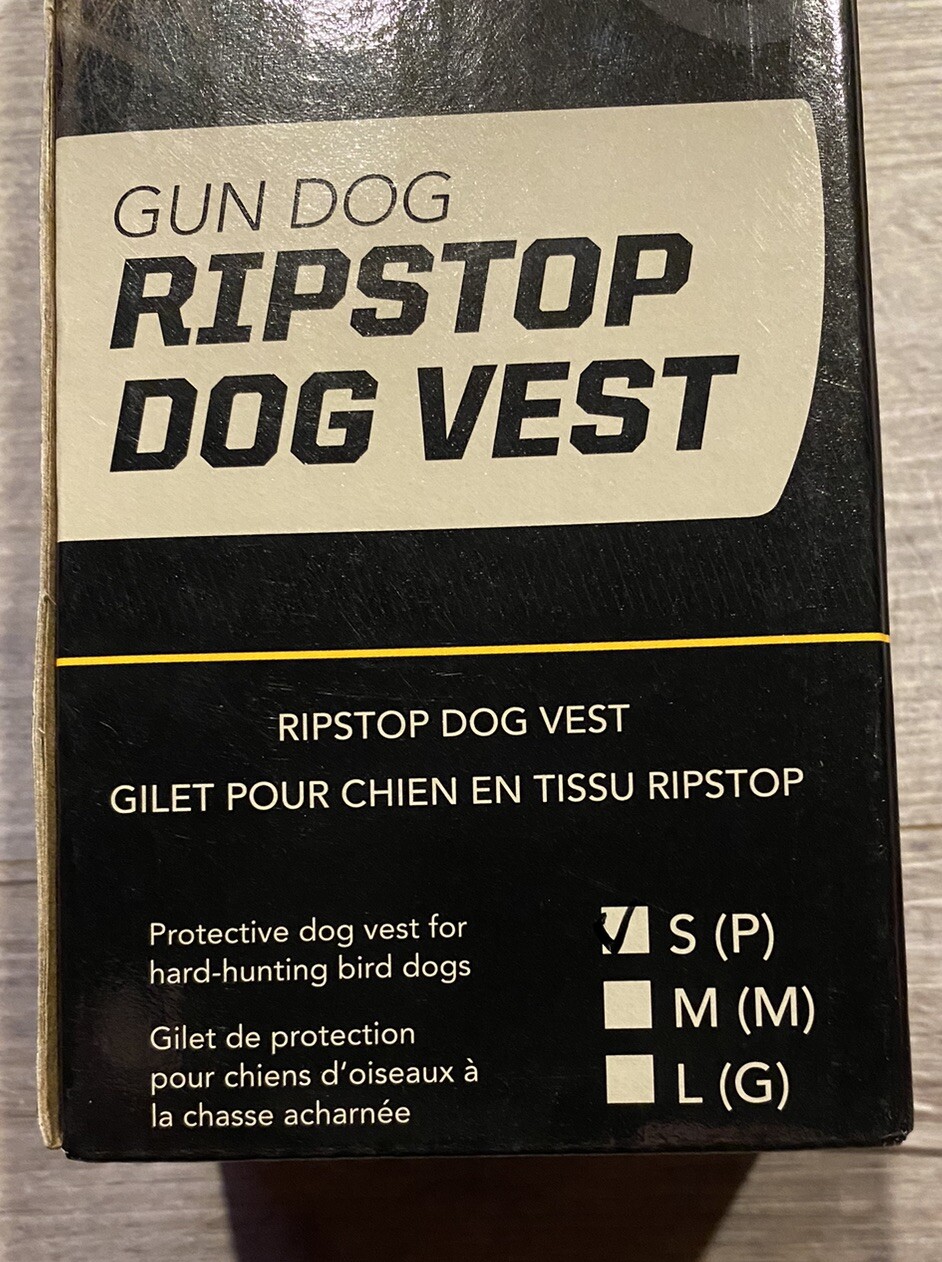 GUN DOG
RIPSTOP
DOG VEST
RIPSTOP DOG VEST
GILET POUR CHIEN EN TISSU RIPSTOP
Protective dog vest for
hard-hunting bird dogs
Gilet de protection
pour chiens d'oiseaux à
la chasse acharnée
S (P)
M (M)
L (G)